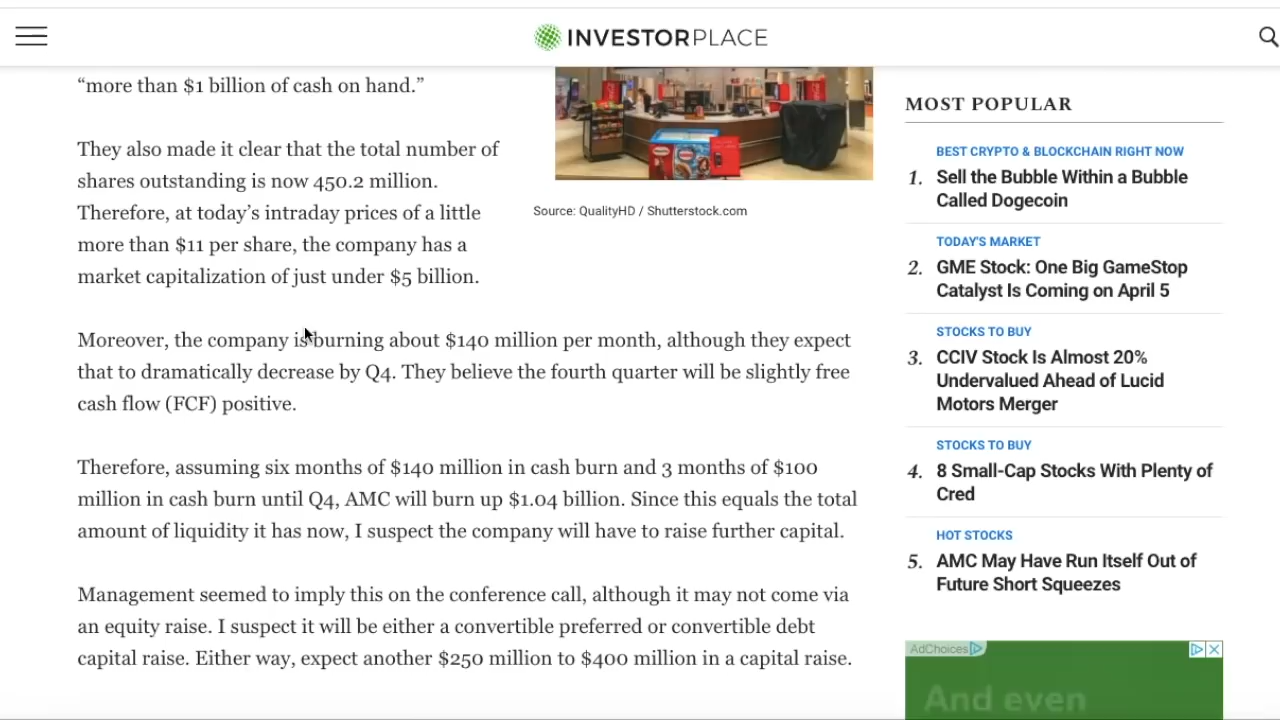 INVESTORPLACE
“more than $1 billion of cash on hand.”
They also made it clear that the total number of
shares outstanding is now 450.2 million.
Therefore, at today’s intraday prices of a little
more than $11 per share, the company has a
market capitalization of just under $5 billion.
Source: QualityHD / Shutterstock.com
Moreover, the company is burning about $140 million per month, although they expect
that to dramatically decrease by Q4. They believe the fourth quarter will be slightly free
cash flow (FCF) positive.
Therefore, assuming six months of $140 million in cash burn and 3 months of $100
million in cash burn until Q4, AMC will burn up $1.04 billion. Since this equals the total
amount of liquidity it has now, I suspect the company will have to raise further capital.
Management seemed to imply this on the conference call, although it may not come via
an equity raise. I suspect it will be either a convertible preferred or convertible debt
capital raise. Either way, expect another $250 million to $400 million in a capital raise.
MOST POPULAR
BEST CRYPTO & BLOCKCHAIN RIGHT NOW
1. Sell the Bubble Within a Bubble
Called Dogecoin
TODAY'S MARKET
2. GME Stock: One Big GameStop
Catalyst Is Coming on April 5
STOCKS TO BUY
3. CCIV Stock Is Almost 20%
Undervalued Ahead of Lucid
Motors Merger
STOCKS TO BUY
4. 8 Small-Cap Stocks With Plenty of
Cred
HOT STOCKS
5. AMC May Have Run Itself Out of
Future Short Squeezes
AdChoices
And even